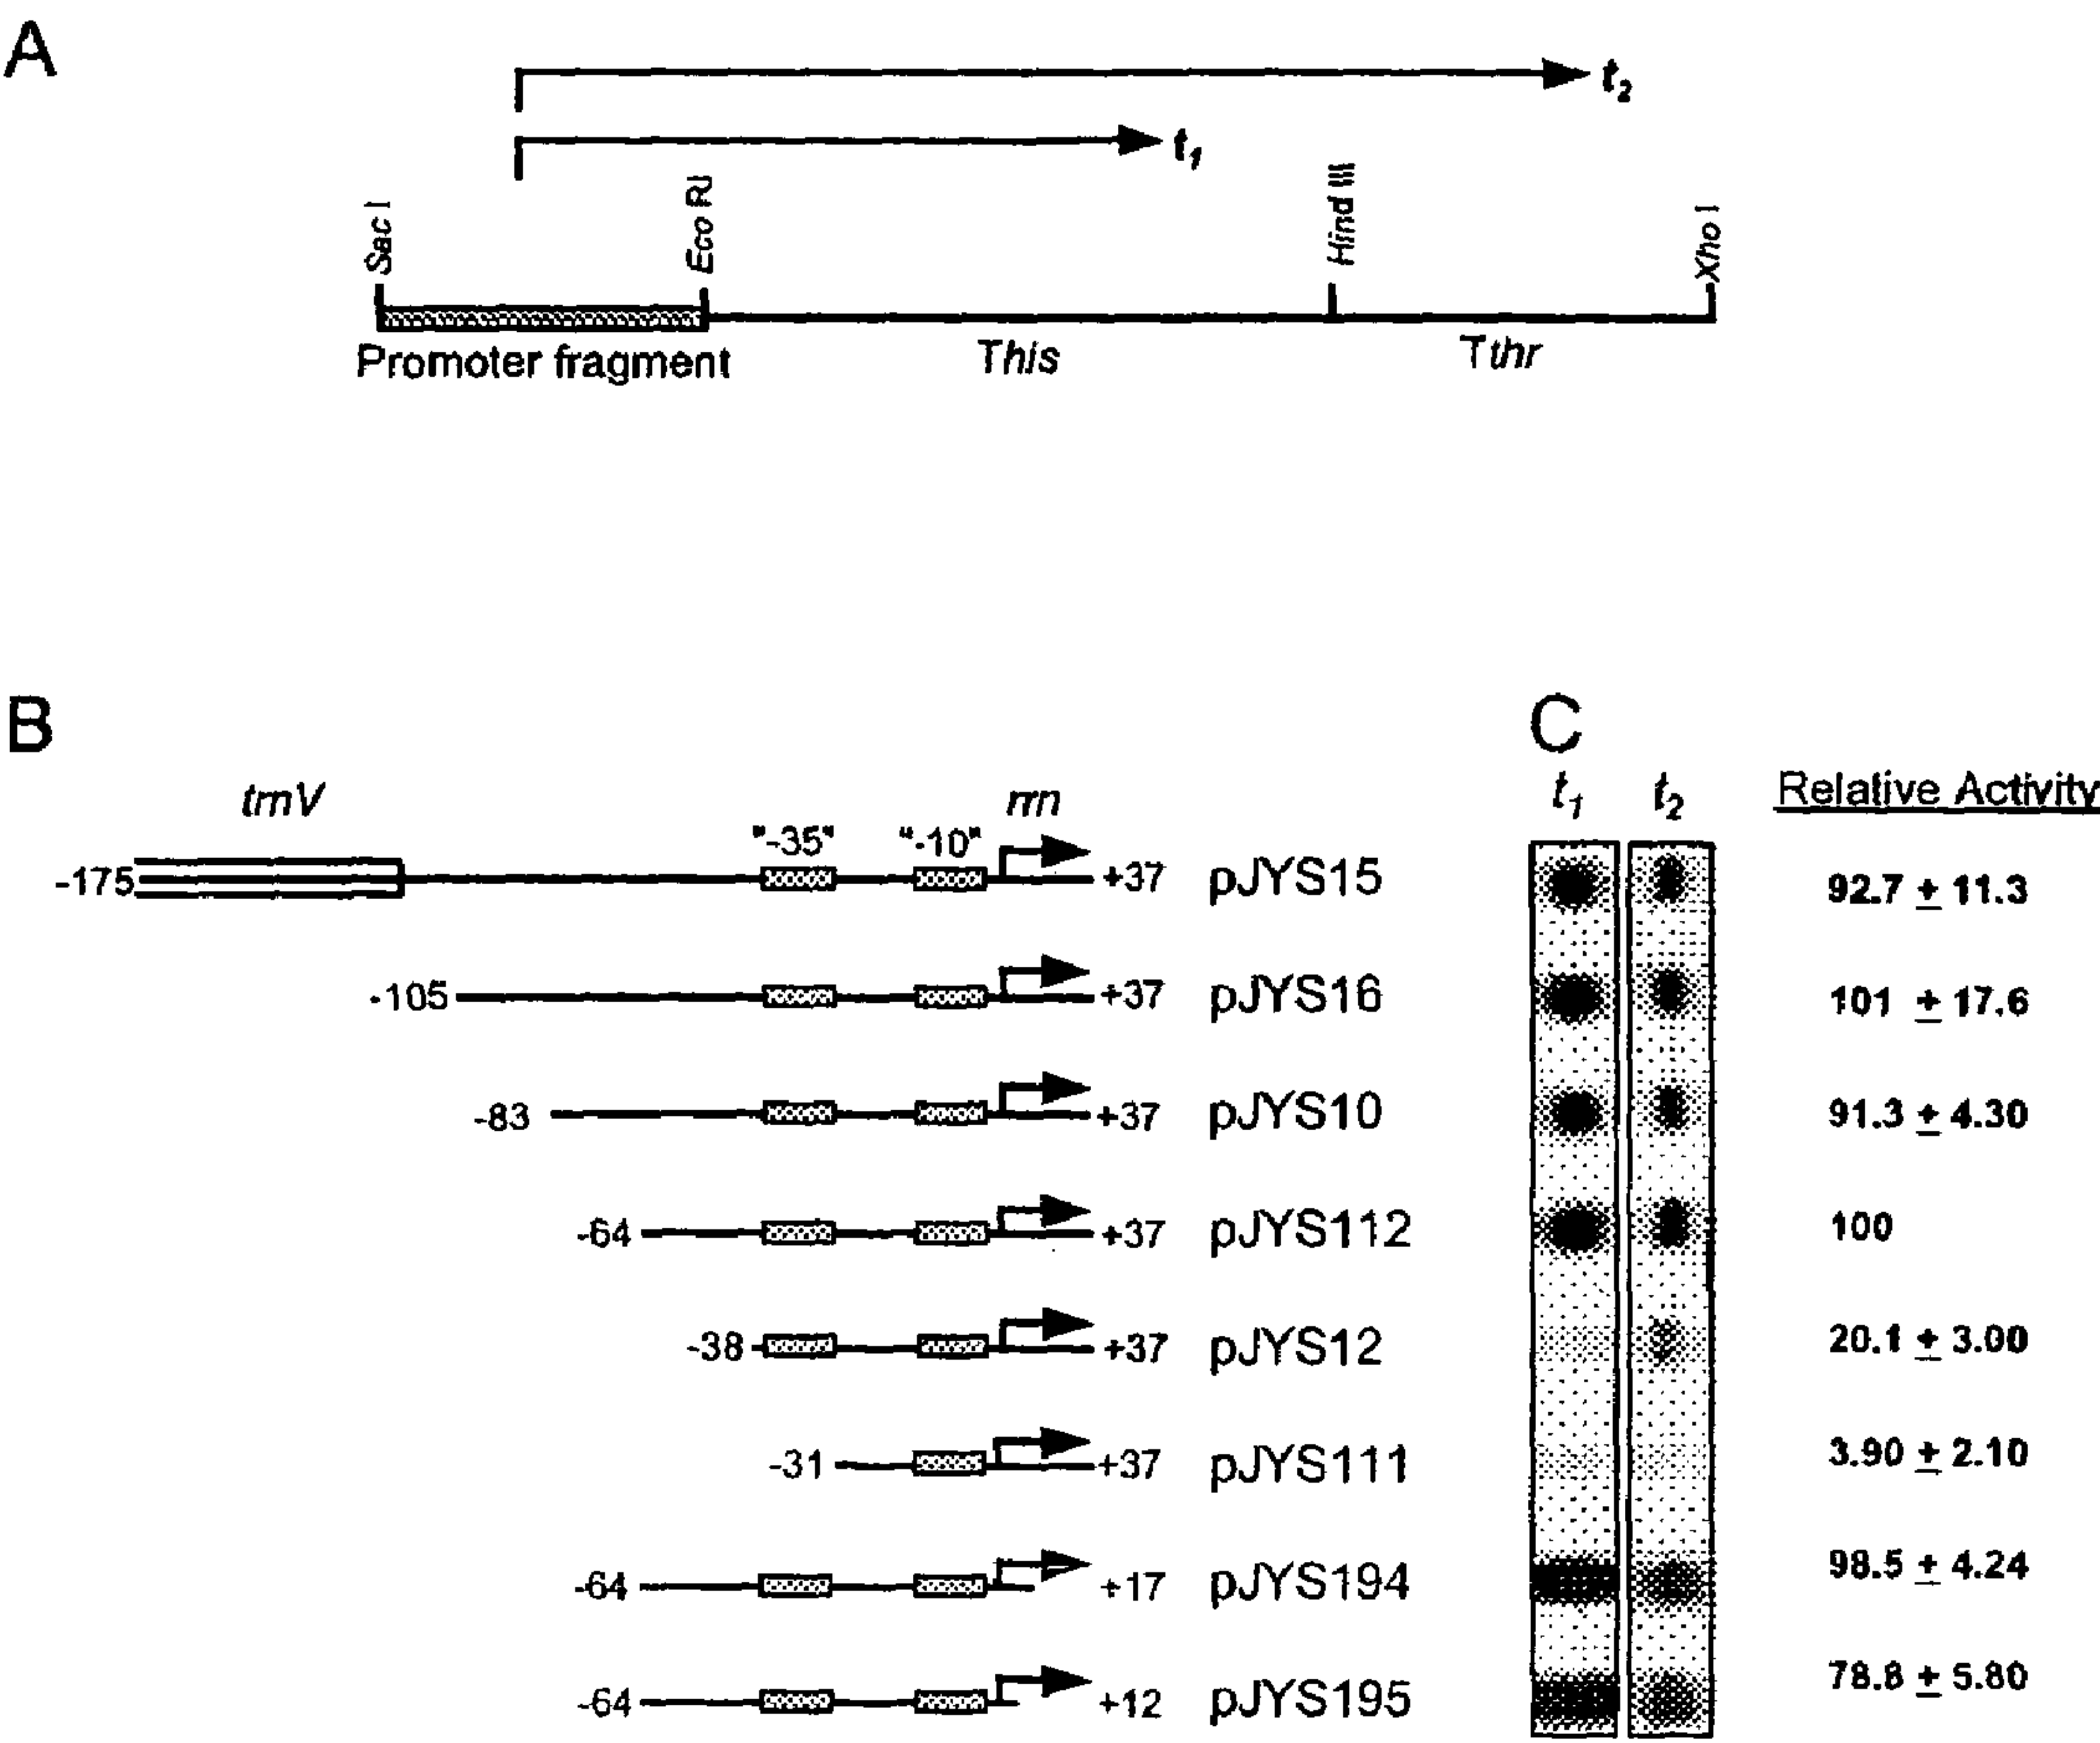 A
t2
t1
Sac I
Eco RI
Hind III
Xho I
Promoter fragment
This
Tthr
B
C
trnV
"-35"
"-10"
rrn
t1
t2
Relative Activity
-175
+37
pJYS15
92.7 ± 11.3
-105
+37
pJYS16
101 ± 17.6
-83
+37
pJYS10
91.3 ± 4.30
-64
+37
pJYS112
100
-38
+37
pJYS12
20.1 ± 3.00
-31
+37
pJYS111
3.90 ± 2.10
-64
+17
pJYS194
98.5 ± 4.24
-64
+12
pJYS195
78.8 ± 5.80